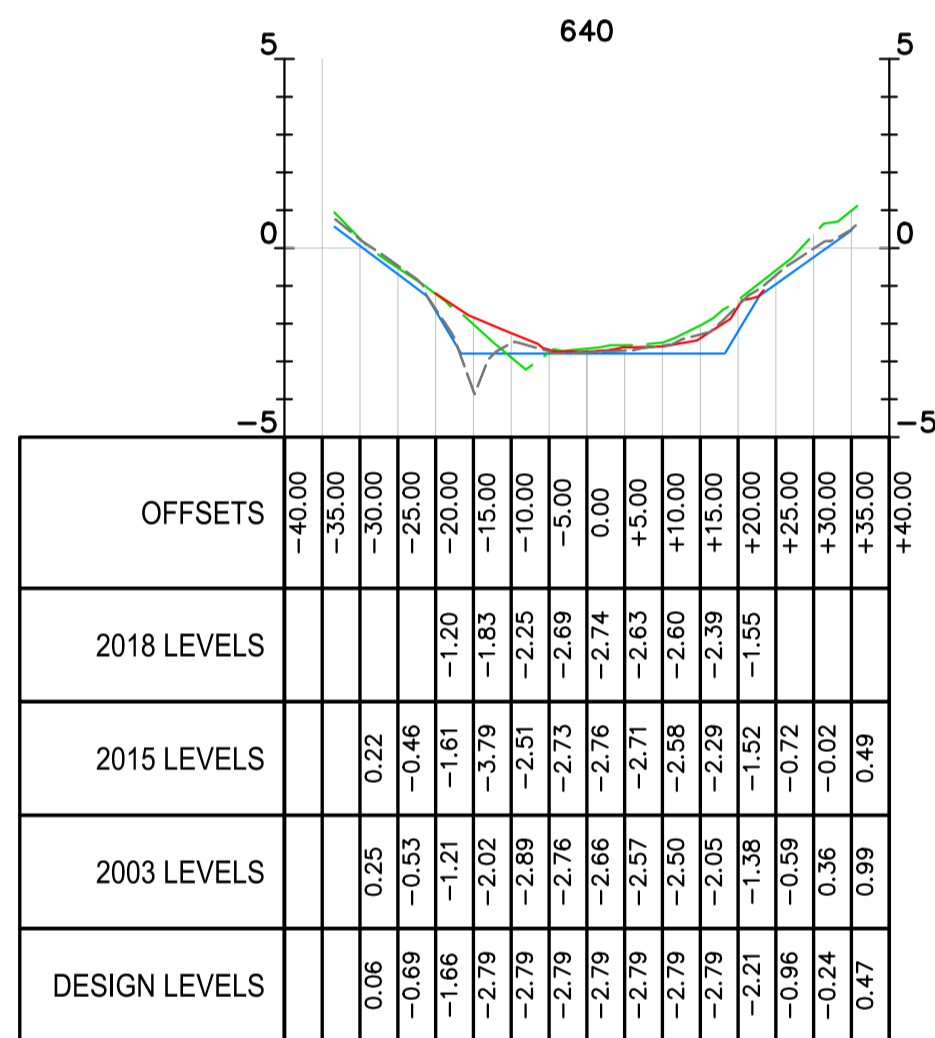 640
5 5
0 0
-5 -5
OFFSETS -40.00 -35.00 -30.00 -25.00 -20.00 -15.00 -10.00 -5.00 0.00 +5.00 +10.00 +15.00 +20.00 +25.00 +30.00 +35.00 +40.00
2018 LEVELS -1.20 -1.83 -2.25 -2.69 -2.74 -2.63 -2.60 -2.39 -1.55
2015 LEVELS 0.22 -0.46 -1.61 -3.79 -2.51 -2.73 -2.76 -2.71 -2.58 -2.29 -1.52 -0.72 -0.02 0.49
2003 LEVELS 0.25 -0.53 -1.21 -2.02 -2.89 -2.76 -2.66 -2.57 -2.50 -2.05 -1.38 -0.59 0.36 0.99
DESIGN LEVELS 0.06 -0.69 -1.66 -2.79 -2.79 -2.79 -2.79 -2.79 -2.79 -2.79 -2.21 -0.96 -0.24 0.47